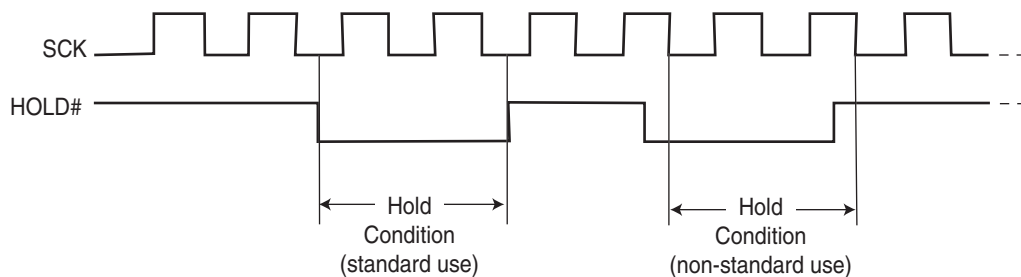 SCK
HOLD#
Hold
Condition
(standard use)
Hold
Condition
(non-standard use)